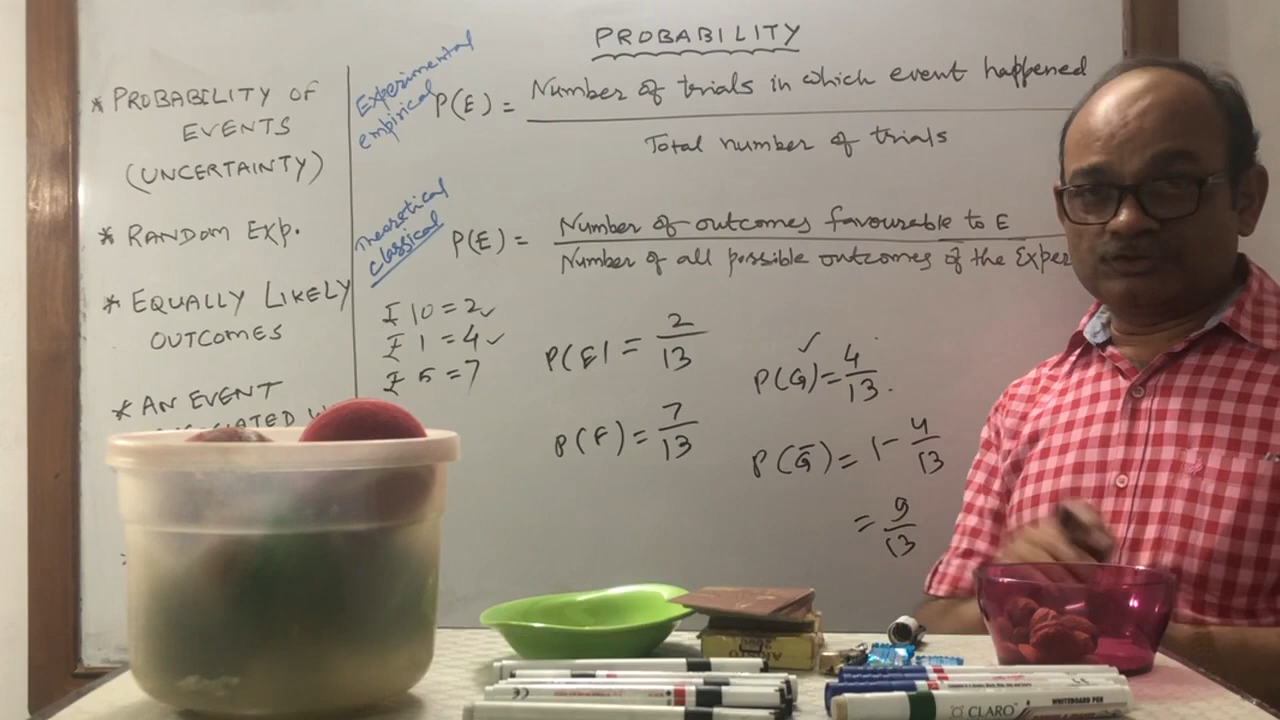 PROBABILITY
* PROBABILITY OF
EVENTS
(UNCERTAINTY)
* RANDOM EXP.
* EQUALLY LIKELY
OUTCOMES
* AN EVENT
Experimental
empirical
P(E) = Number of trials in which event happened
Total number of trials
Theoretical
classical
P(E) = Number of outcomes favourable to E
Number of all possible outcomes of the Exper
₹ 10 = 2 ✓
₹ 1 = 4 ✓
₹ 5 = 7
P(E) = 2/13
P(F) = 7/13
✓
P(G) = 4/13.
P(G̅) = 1 - 4/13
= 9/13
CLARO
WHITEBOARD PEN